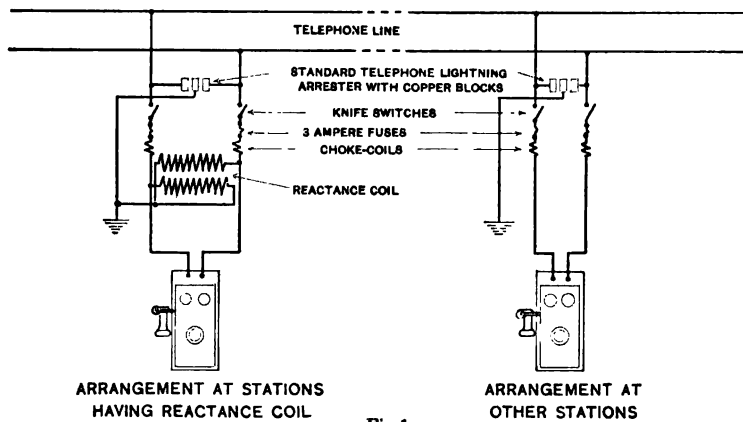 TELEPHONE LINE
STANDARD TELEPHONE LIGHTNING
ARRESTER WITH COPPER BLOCKS
KNIFE SWITCHES
3 AMPERE FUSES
CHOKE-COILS
REACTANCE COIL
ARRANGEMENT AT STATIONS
HAVING REACTANCE COIL
ARRANGEMENT AT
OTHER STATIONS